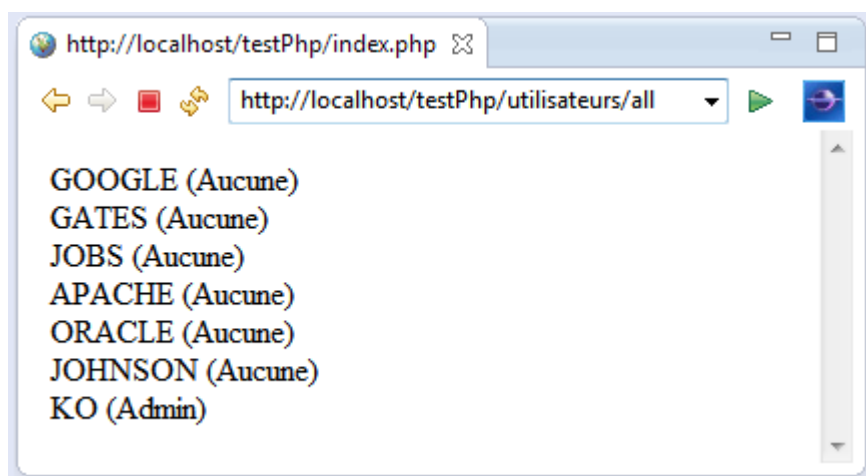 http://localhost/testPhp/index.php
http://localhost/testPhp/utilisateurs/all
GOOGLE (Aucune)
GATES (Aucune)
JOBS (Aucune)
APACHE (Aucune)
ORACLE (Aucune)
JOHNSON (Aucune)
KO (Admin)